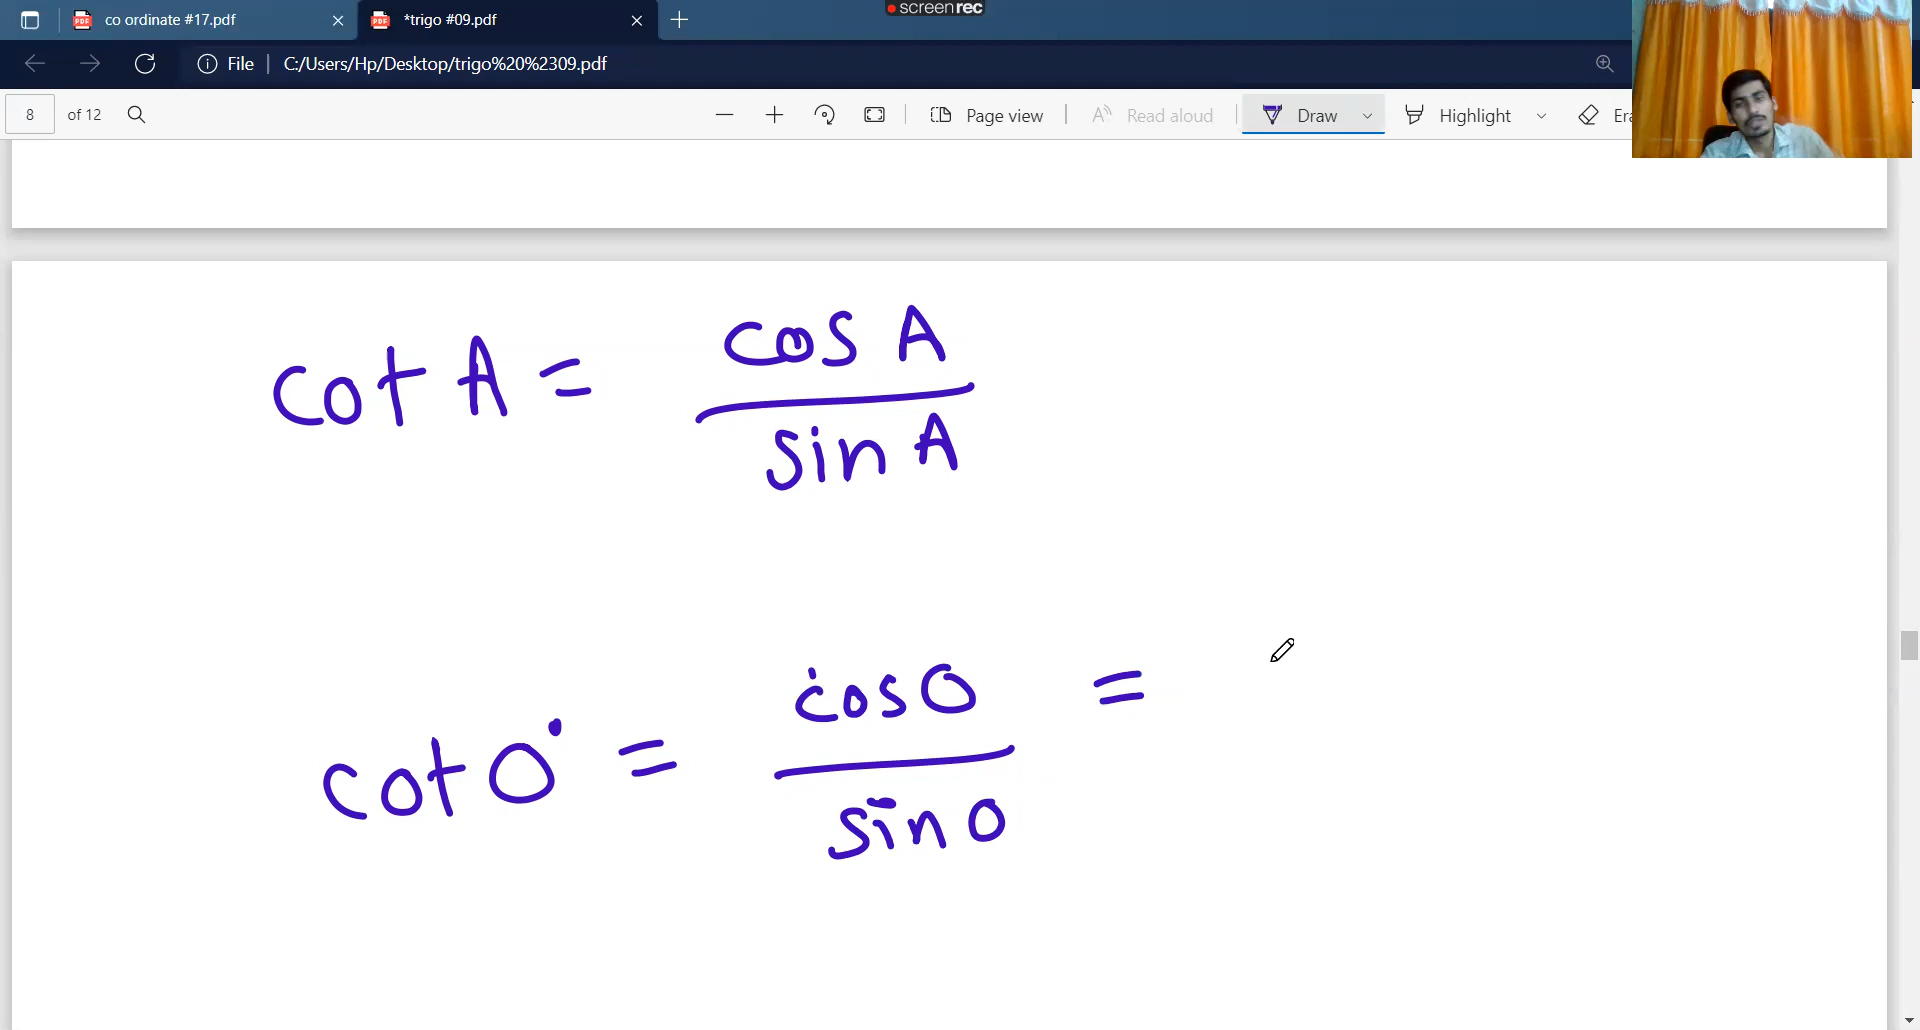 co ordinate #17.pdf
*trigo #09.pdf
screenrec
File
C:/Users/Hp/Desktop/trigo%20%2309.pdf
8 of 12
Page view
Read aloud
Draw
Highlight
cot A = cos A / sin A
cot 0° = cos 0 / sin 0 =